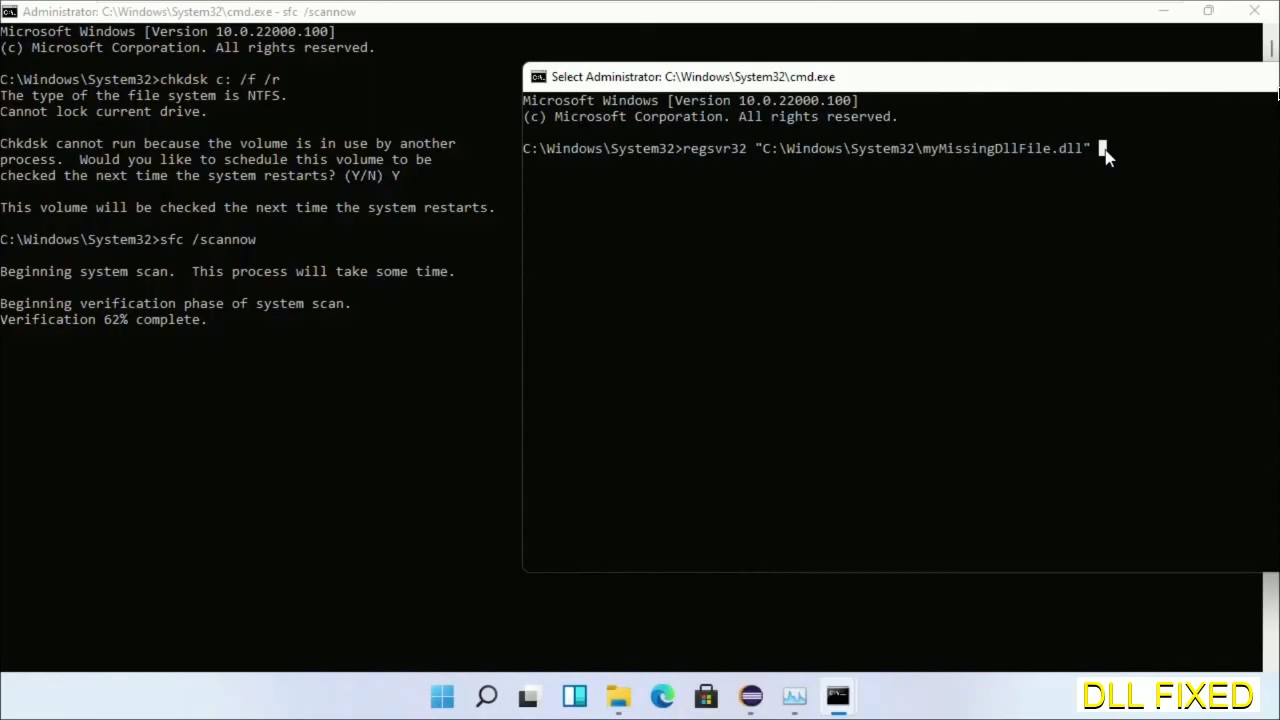 Administrator: C:\Windows\System32\cmd.exe - sfc  /scannow
Microsoft Windows [Version 10.0.22000.100]
(c) Microsoft Corporation. All rights reserved.
C:\Windows\System32>chkdsk c: /f /r
The type of the file system is NTFS.
Cannot lock current drive.
Chkdsk cannot run because the volume is in use by another
process.  Would you like to schedule this volume to be
checked the next time the system restarts? (Y/N) Y
This volume will be checked the next time the system restarts.
C:\Windows\System32>sfc /scannow
Beginning system scan.  This process will take some time.
Beginning verification phase of system scan.
Verification 62% complete.
Select Administrator: C:\Windows\System32\cmd.exe
Microsoft Windows [Version 10.0.22000.100]
(c) Microsoft Corporation. All rights reserved.
C:\Windows\System32>regsvr32 "C:\Windows\System32\myMissingDllFile.dll"
DLL FIXED